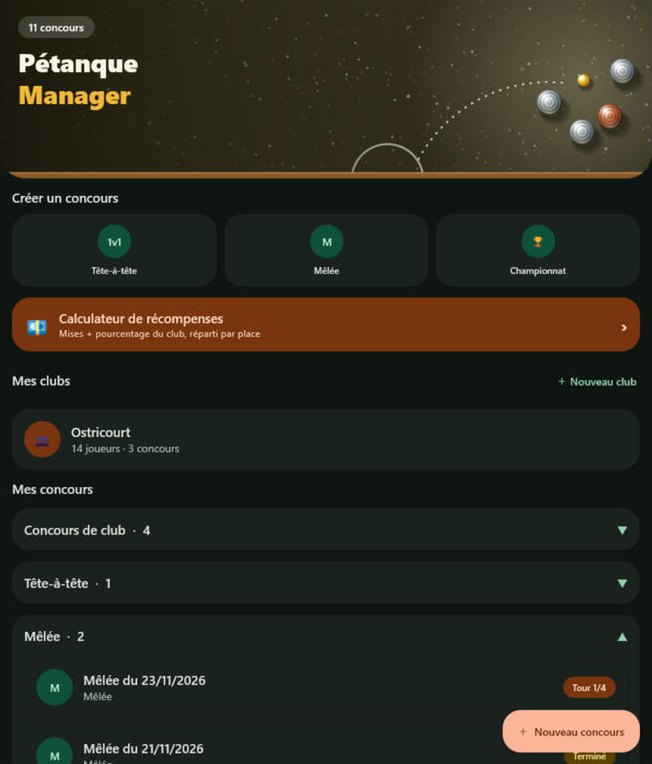 11 concours
Pétanque
Manager
Créer un concours
1v1
Tête-à-tête
M
Mêlée
Championnat
Calculateur de récompenses
Mises + pourcentage du club, réparti par place
Mes clubs
+ Nouveau club
Ostricourt
14 joueurs · 3 concours
Mes concours
Concours de club · 4
Tête-à-tête · 1
Mêlée · 2
M
Mêlée du 23/11/2026
Mêlée
Tour 1/4
+ Nouveau concours
M
Mêlée du 21/11/2026
Mêlée
Terminé